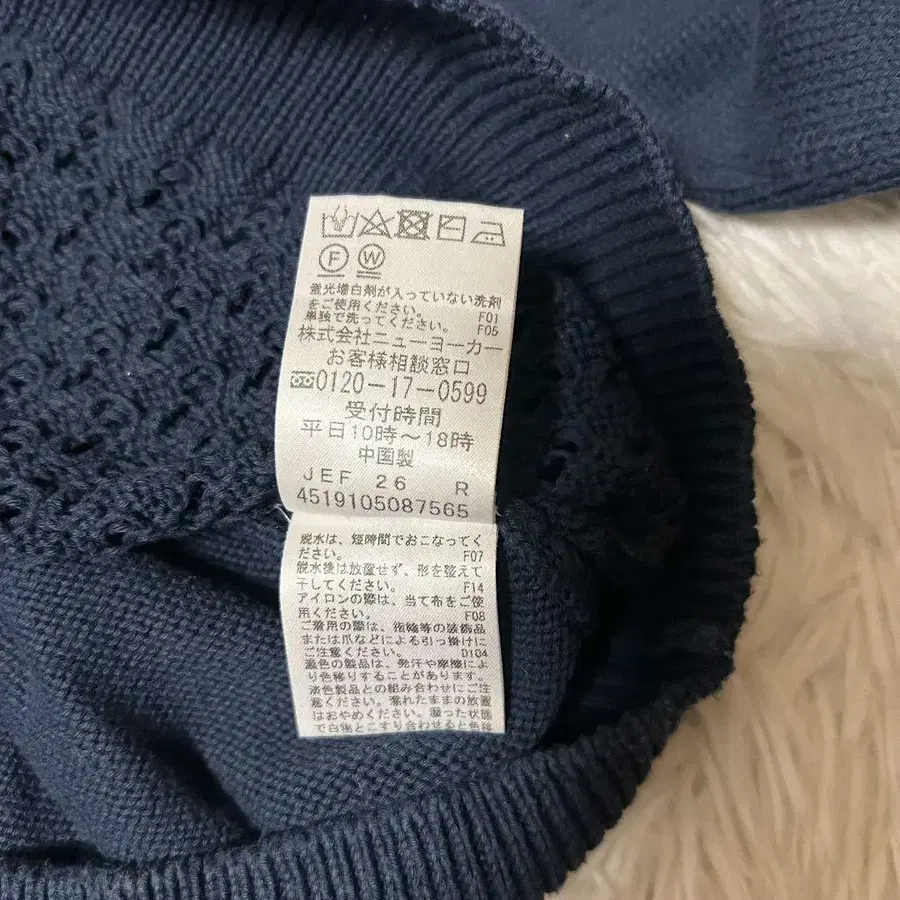 F W
蛍光増白剤が入っていない洗剤
をご使用ください。 F01
単独で洗ってください。 F05
株式会社ニューヨーカー
お客様相談窓口
0120-17-0599
受付時間
平日10時〜18時
中国製
JEF 26 R
4519105087565
脱水は、短時間でおこなってく
ださい。 F07
脱水後は放置せず、形を整えて
干してください。 F14
アイロンの際は、当て布をご使
用ください。 F08
ご着用の際は、指輪等の装飾品
または爪などによる引っ掛けに
ご注意ください。 D104
濃色の製品は、発汗や摩擦によ
り色移りすることがあります。
淡色製品との組み合わせにご注
意ください。濡れたままの放置
はおやめください。湿った状態
で白物とこすり合わせると色移